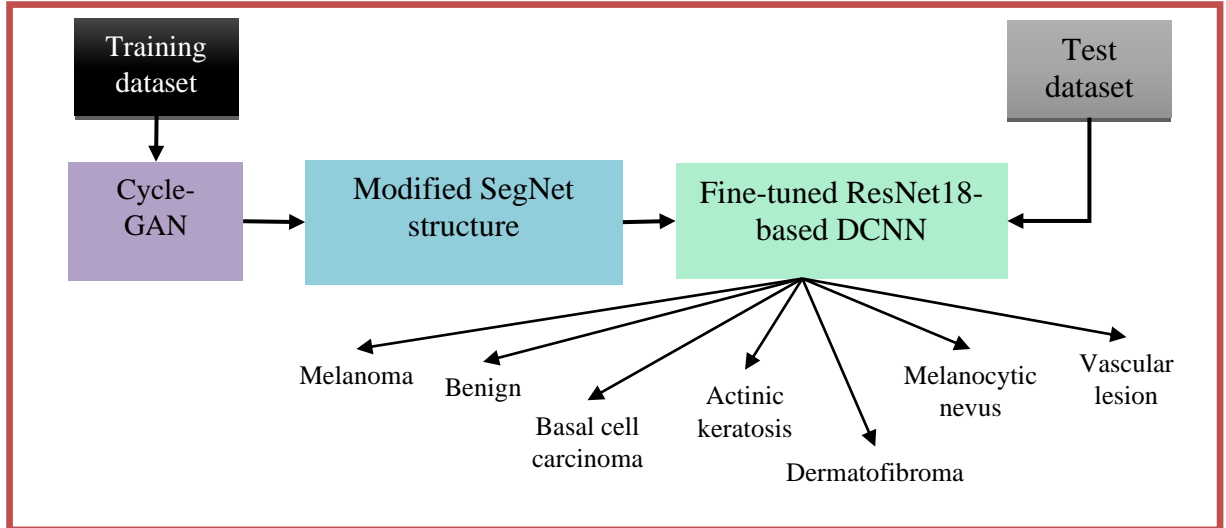 Training
dataset
Test
dataset
Cycle-
GAN
Modified SegNet
structure
Fine-tuned ResNet18-
based DCNN
Melanoma
Benign
Basal cell
carcinoma
Actinic
keratosis
Dermatofibroma
Melanocytic
nevus
Vascular
lesion